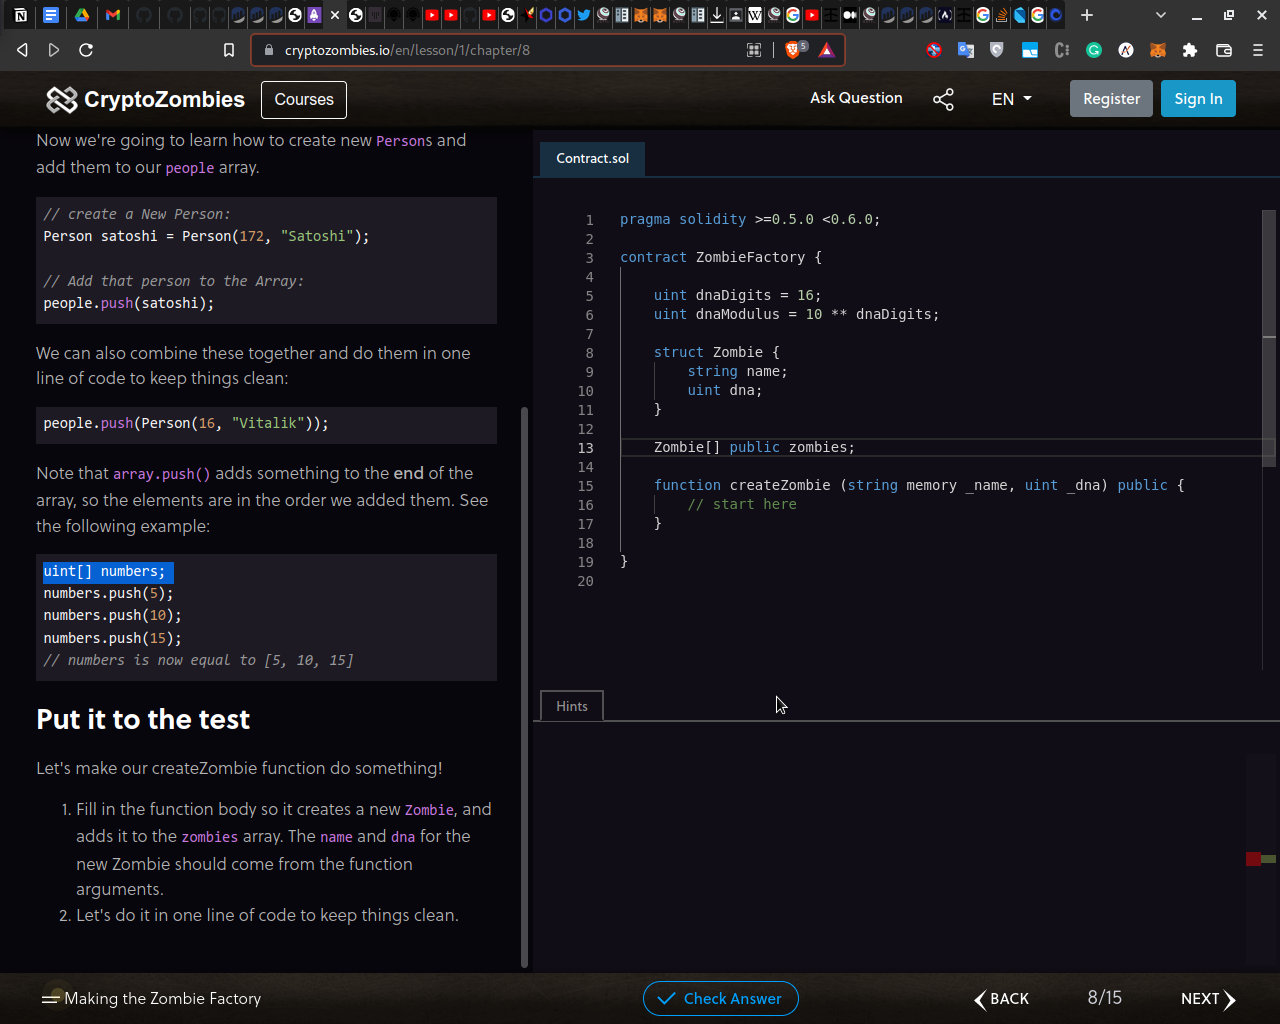 cryptozombies.io/en/lesson/1/chapter/8
5
CryptoZombies
Courses
Ask Question
EN
Register
Sign In
Now we're going to learn how to create new Persons and
add them to our people array.
// create a New Person:
Person satoshi = Person(172, "Satoshi");
// Add that person to the Array:
people.push(satoshi);
We can also combine these together and do them in one
line of code to keep things clean:
people.push(Person(16, "Vitalik"));
Note that array.push() adds something to the end of the
array, so the elements are in the order we added them. See
the following example:
uint[] numbers;
numbers.push(5);
numbers.push(10);
numbers.push(15);
// numbers is now equal to [5, 10, 15]
Put it to the test
Let's make our createZombie function do something!
1. Fill in the function body so it creates a new Zombie, and
adds it to the zombies array. The name and dna for the
new Zombie should come from the function
arguments.
2. Let's do it in one line of code to keep things clean.
Contract.sol
1 pragma solidity >=0.5.0 <0.6.0;
2
3 contract ZombieFactory {
4
5 uint dnaDigits = 16;
6 uint dnaModulus = 10 ** dnaDigits;
7
8 struct Zombie {
9 string name;
10 uint dna;
11 }
12
13 Zombie[] public zombies;
14
15 function createZombie (string memory _name, uint _dna) public {
16 // start here
17 }
18
19 }
20
Hints
Making the Zombie Factory
Check Answer
BACK
8/15
NEXT